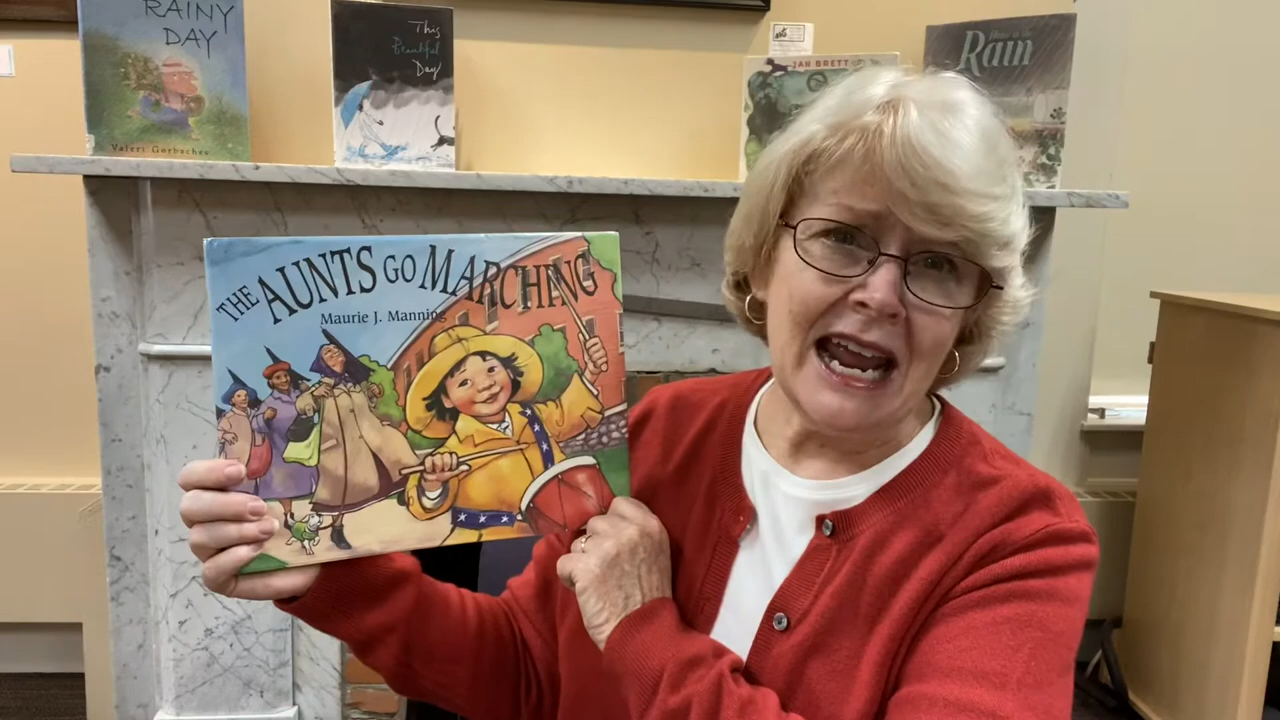 RAINY
DAY
Valeri Gorbachev
This
Beautiful
Day
JAN BRETT
Rain
THE AUNTS GO MARCHING
Maurie J. Manning